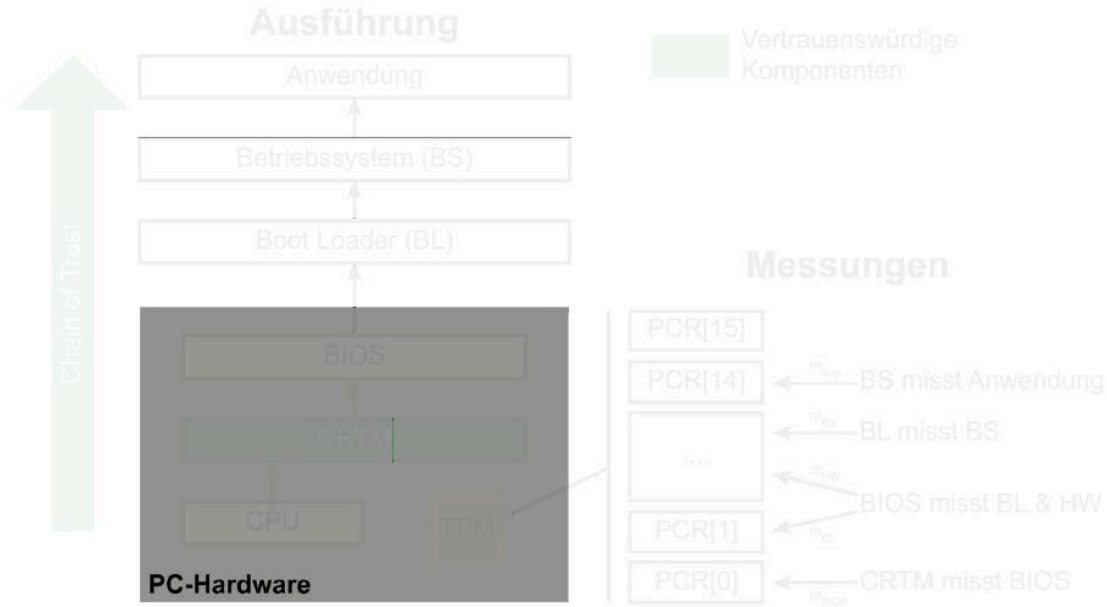 Ausführung
Vertrauenswürdige
Komponenten
Anwendung
Betriebssystem (BS)
Boot Loader (BL)
Chain of Trust
Messungen
BIOS
CRTM
CPU
TPM
PC-Hardware
PCR[15]
PCR[14]
BS misst Anwendung
BL misst BS
....
BIOS misst BL & HW
PCR[1]
PCR[0]
CRTM misst BIOS